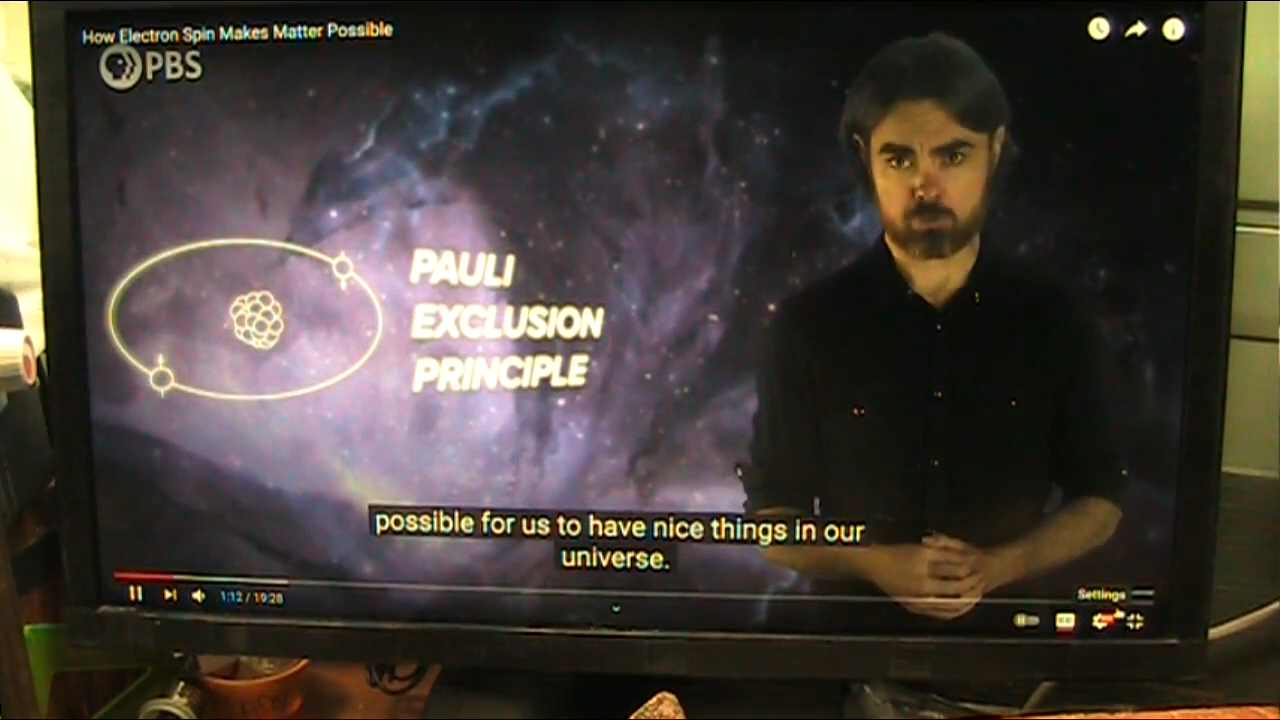 How Electron Spin Makes Matter Possible
PBS
PAULI
EXCLUSION
PRINCIPLE
possible for us to have nice things in our
universe.
Settings
1:12 / 19:28